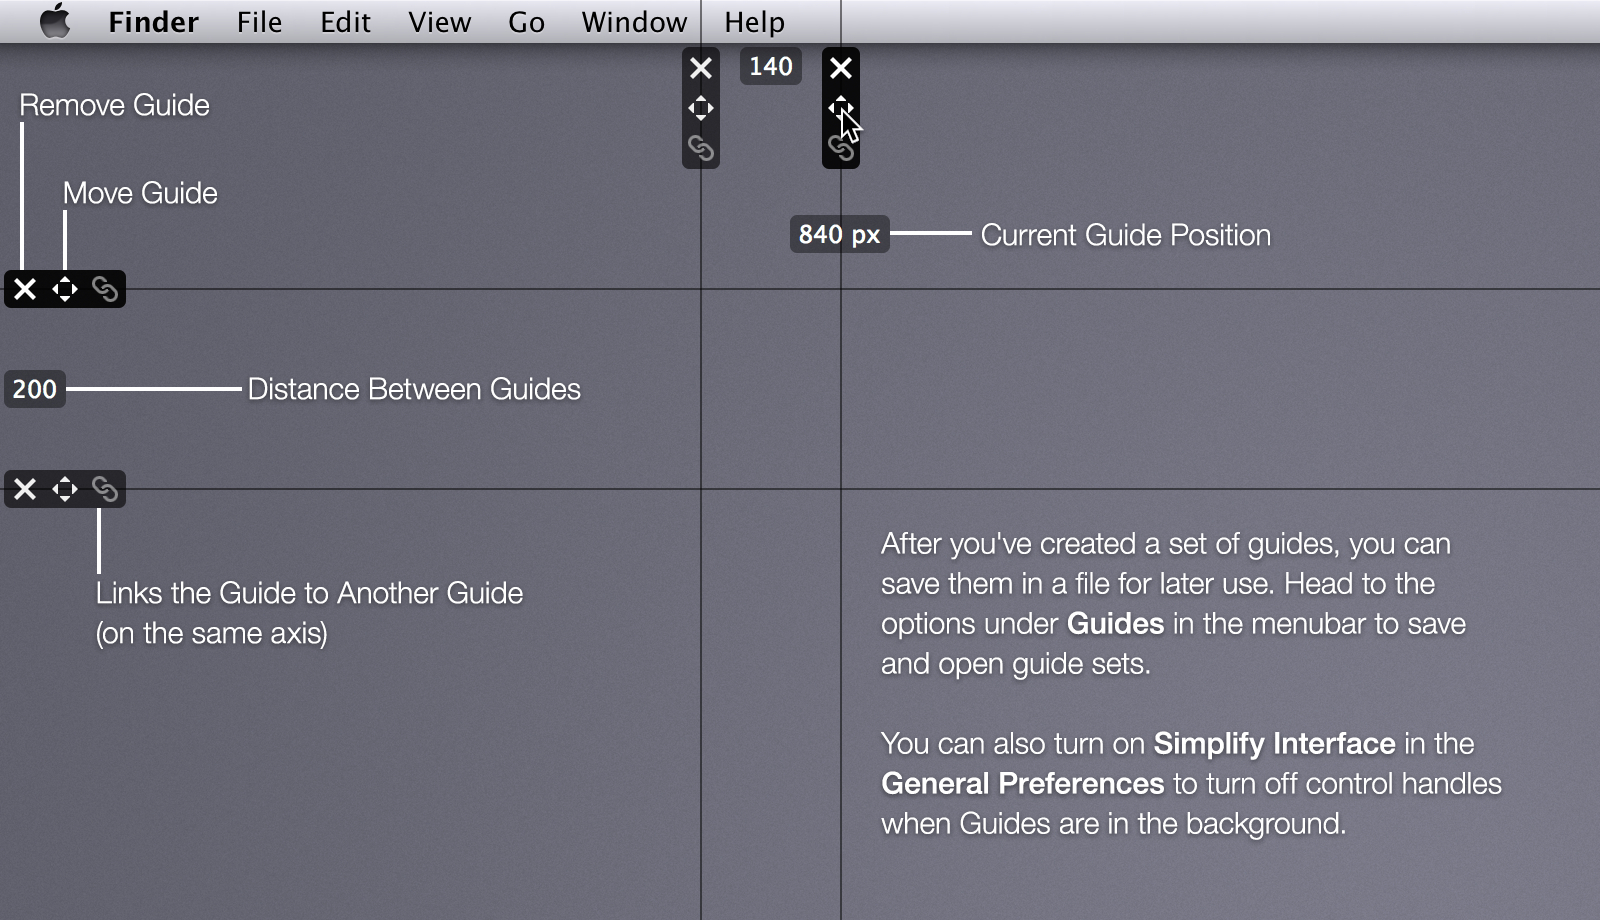 Finder File Edit View Go Window Help
140
Remove Guide
Move Guide
840 px
Current Guide Position
200
Distance Between Guides
Links the Guide to Another Guide
(on the same axis)
After you've created a set of guides, you can
save them in a file for later use. Head to the
options under Guides in the menubar to save
and open guide sets.
You can also turn on Simplify Interface in the
General Preferences to turn off control handles
when Guides are in the background.